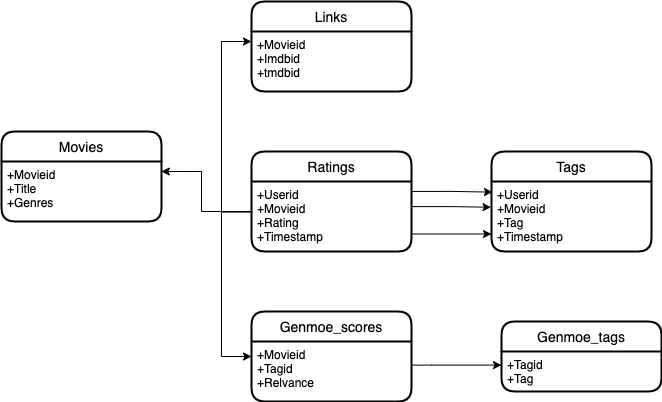 Links
+Movieid
+Imdbid
+tmdbid
Movies
+Movieid
+Title
+Genres
Ratings
+Userid
+Movieid
+Rating
+Timestamp
Tags
+Userid
+Movieid
+Tag
+Timestamp
Genmoe_scores
+Movieid
+Tagid
+Relvance
Genmoe_tags
+Tagid
+Tag